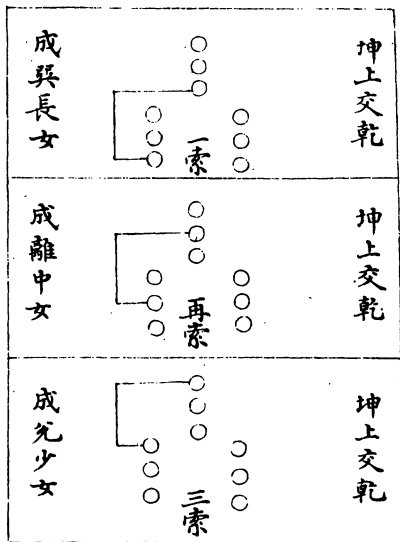 坤上交乾
一索
成巽長女
坤上交乾
再索
成離中女
坤上交乾
三索
成兌少女